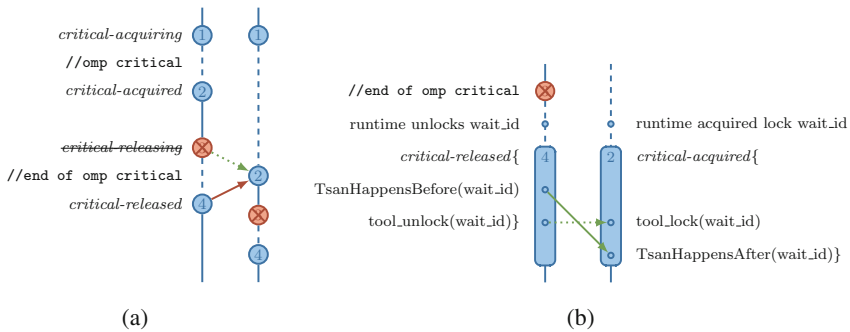 critical-acquiring 1 1
//omp critical
critical-acquired 2
critical-releasing
//end of omp critical 2
critical-released 4
4
(a)
//end of omp critical
runtime unlocks wait_id runtime acquired lock wait_id
critical-released{ 4 2 critical-acquired{
TsanHappensBefore(wait_id)
tool_unlock(wait_id)} tool_lock(wait_id)
TsanHappensAfter(wait_id)}
(b)